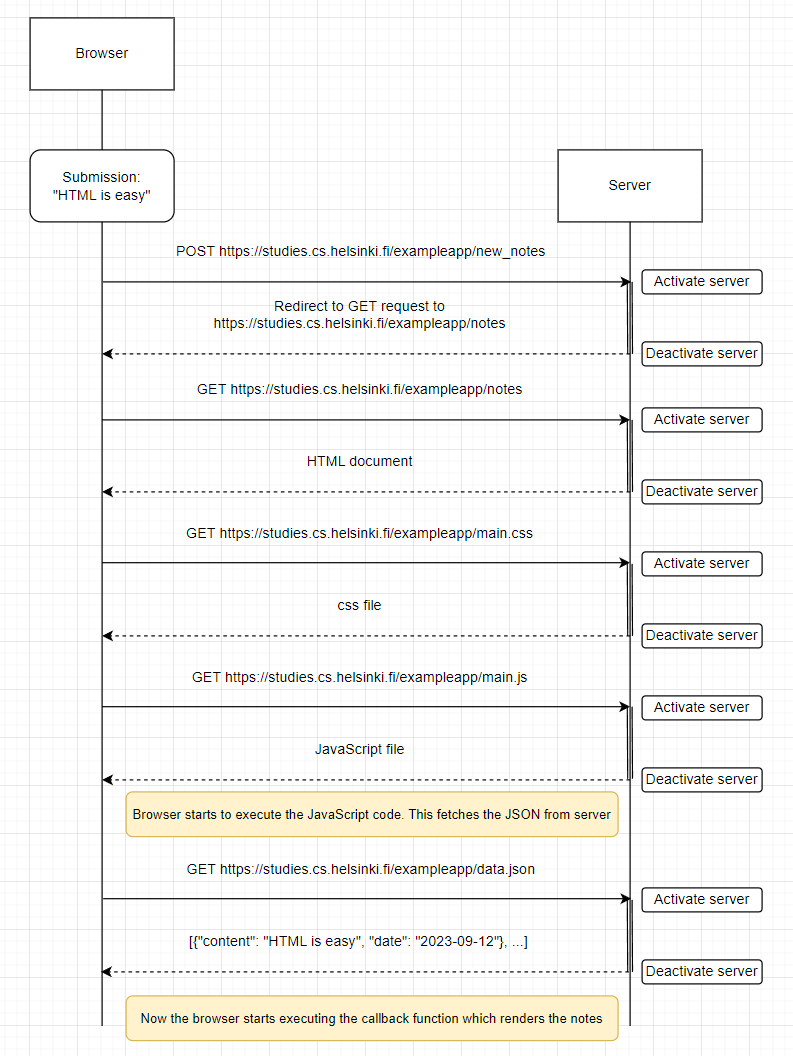 Browser
Submission:
"HTML is easy"
Server
POST https://studies.cs.helsinki.fi/exampleapp/new_notes
Activate server
Redirect to GET request to
https://studies.cs.helsinki.fi/exampleapp/notes
Deactivate server
GET https://studies.cs.helsinki.fi/exampleapp/notes
Activate server
HTML document
Deactivate server
GET https://studies.cs.helsinki.fi/exampleapp/main.css
Activate server
css file
Deactivate server
GET https://studies.cs.helsinki.fi/exampleapp/main.js
Activate server
JavaScript file
Deactivate server
Browser starts to execute the JavaScript code. This fetches the JSON from server
GET https://studies.cs.helsinki.fi/exampleapp/data.json
Activate server
[{"content": "HTML is easy", "date": "2023-09-12"}, ...]
Deactivate server
Now the browser starts executing the callback function which renders the notes